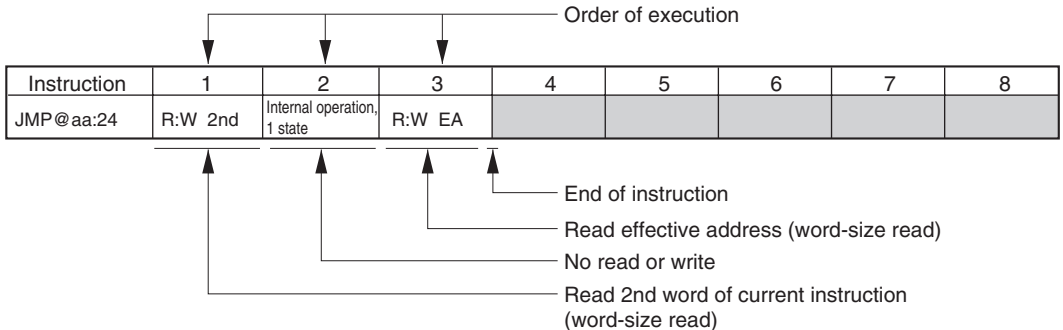 Order of execution
Instruction 1 2 3 4 5 6 7 8
JMP@aa:24 R:W 2nd Internal operation, 1 state R:W EA
End of instruction
Read effective address (word-size read)
No read or write
Read 2nd word of current instruction
(word-size read)